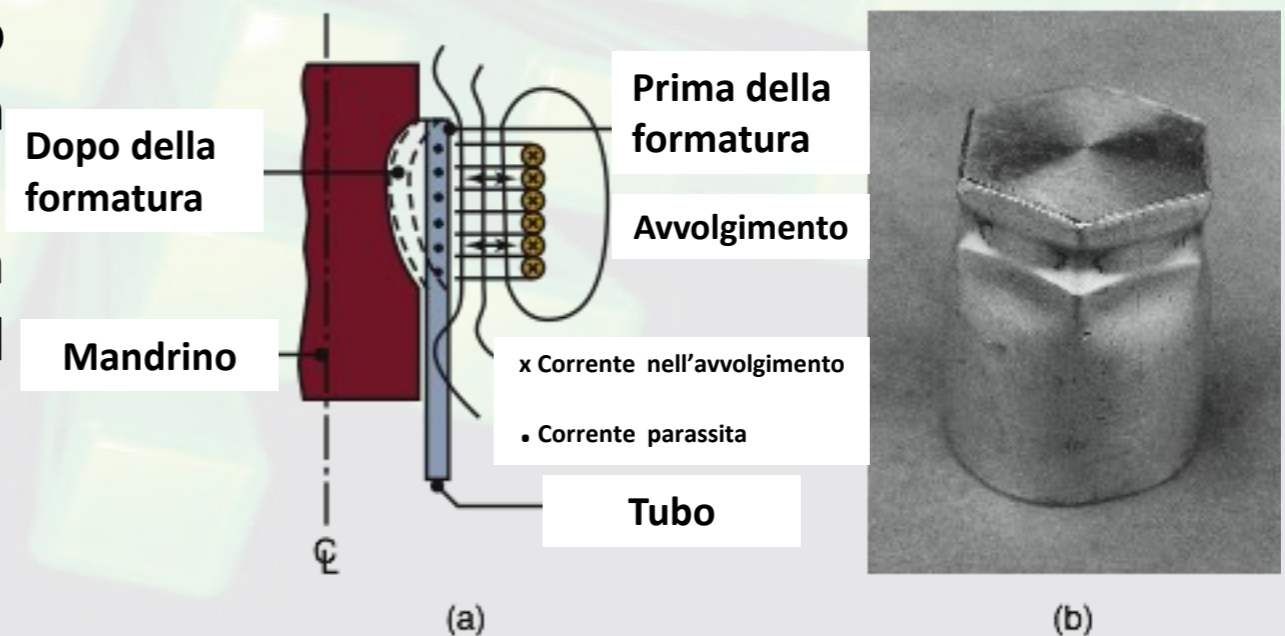 Dopo della
formatura
Mandrino
Prima della
formatura
Avvolgimento
x Corrente nell'avvolgimento
. Corrente parassita
Tubo
℄
(a)
(b)